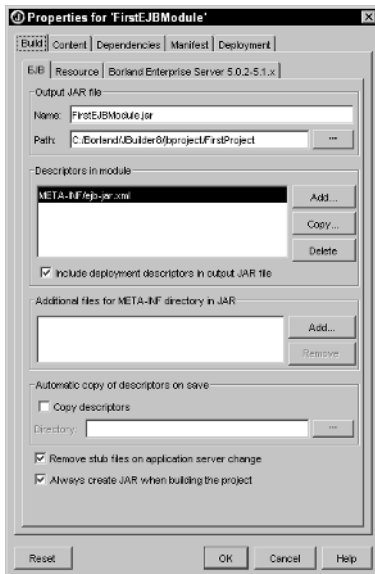 Properties for 'FirstEJBModule'
Build Content Dependencies Manifest Deployment
EJB Resource Borland Enterprise Server 5.0.2-5.1.x
Output JAR file
Name: FirstEJBModule.jar
Path: C:/Borland/JBuilder8/jbproject/FirstProject ...
Descriptors in module
META-INF/ejb-jar.xml
Add...
Copy...
Delete
Include deployment descriptors in output JAR file
Additional files for META-INF directory in JAR
Add...
Remove
Automatic copy of descriptors on save
Copy descriptors
Directory: ...
Remove stub files on application server change
Always create JAR when building the project
Reset OK Cancel Help